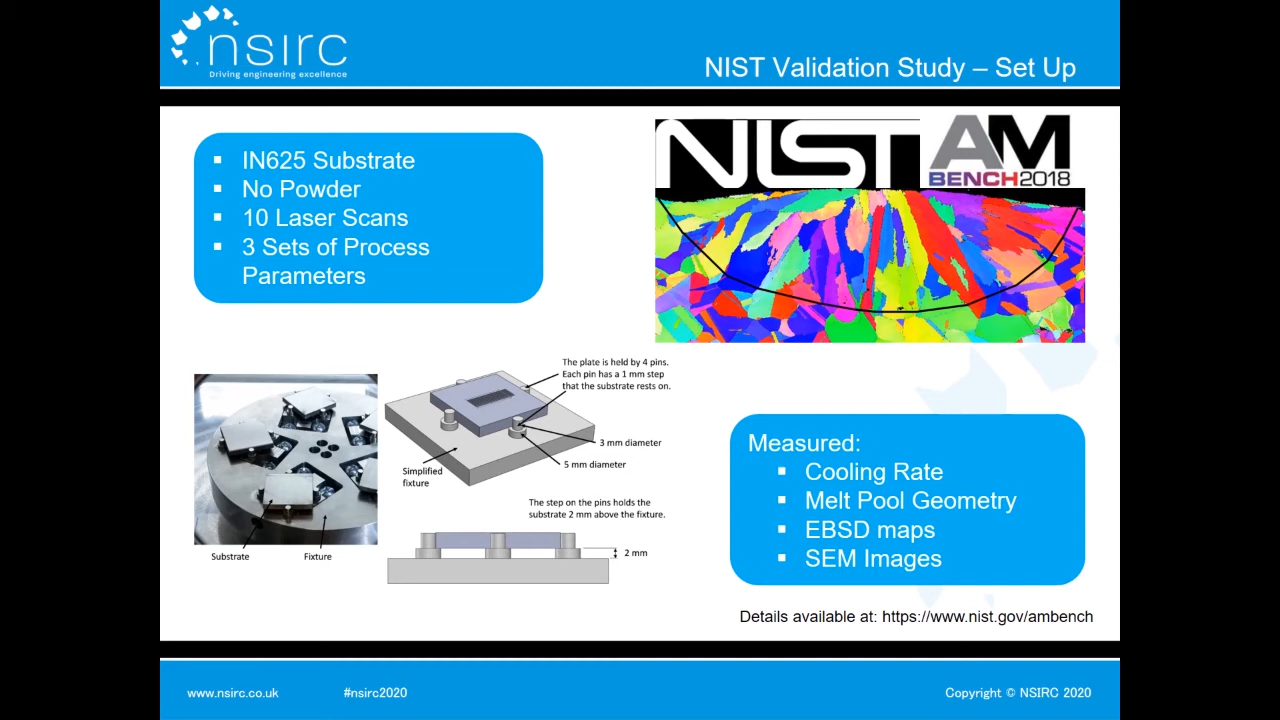 nsirc
Driving engineering excellence
NIST Validation Study – Set Up
▪ IN625 Substrate
▪ No Powder
▪ 10 Laser Scans
▪ 3 Sets of Process
Parameters
NIST
AM
BENCH2018
The plate is held by 4 pins.
Each pin has a 1 mm step
that the substrate rests on.
3 mm diameter
5 mm diameter
Simplified
fixture
The step on the pins holds the
substrate 2 mm above the fixture.
2 mm
Substrate
Fixture
Measured:
▪ Cooling Rate
▪ Melt Pool Geometry
▪ EBSD maps
▪ SEM Images
Details available at: https://www.nist.gov/ambench
www.nsirc.co.uk
#nsirc2020
Copyright © NSIRC 2020